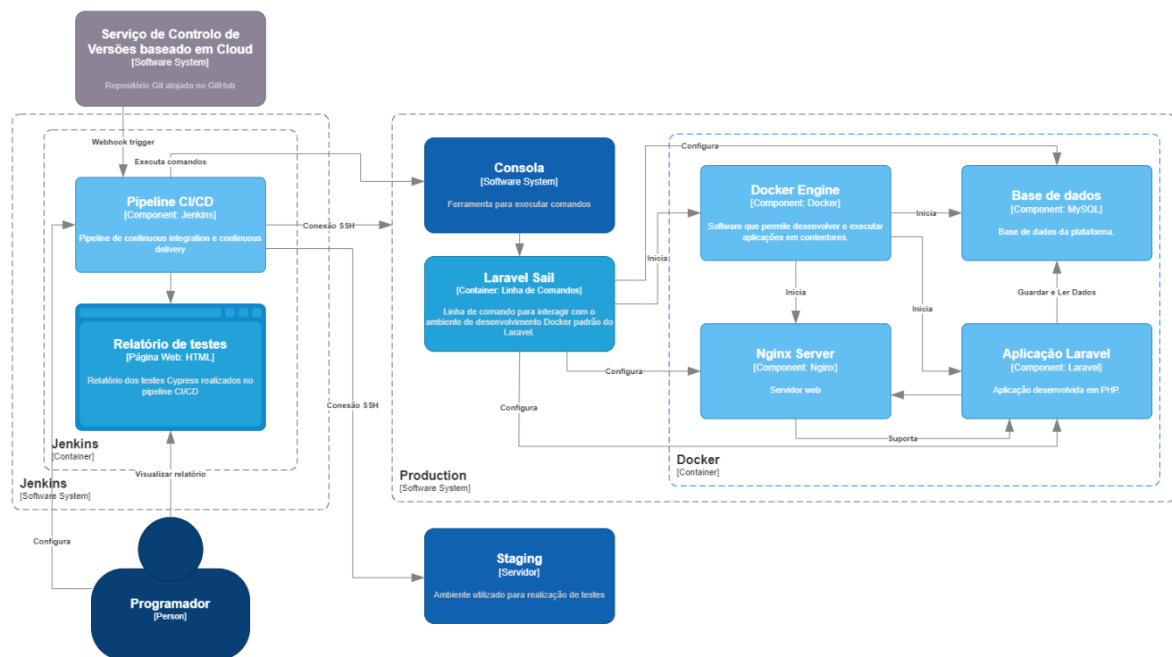 Serviço de Controlo de
Versões baseado em Cloud
[Software System]
Repositório Git alojado no GitHub
Webhook trigger
Executa comandos
Pipeline CI/CD
[Component: Jenkins]
Pipeline de continuous integration e continuous
delivery
Conexão SSH
Relatório de testes
[Página Web: HTML]
Relatório dos testes Cypress realizados no
pipeline CI/CD
Conexão SSH
Jenkins
[Container]
Visualizar relatório
Jenkins
[Software System]
Configura
Programador
[Person]
Consola
[Software System]
Ferramenta para executar comandos
Laravel Sail
[Container: Linha de Comandos]
Linha de comando para interagir com o
ambiente de desenvolvimento Docker padrão do
Laravel.
Configura
Inicia
Configura
Configura
Docker Engine
[Component: Docker]
Software que permite desenvolver e executar
aplicações em contentores.
Inicia
Inicia
Inicia
Base de dados
[Component: MySQL]
Base de dados da plataforma.
Guardar e Ler Dados
Nginx Server
[Component: Nginx]
Servidor web
Aplicação Laravel
[Component: Laravel]
Aplicação desenvolvida em PHP.
Suporta
Docker
[Container]
Production
[Software System]
Staging
[Servidor]
Ambiente utilizado para realização de testes